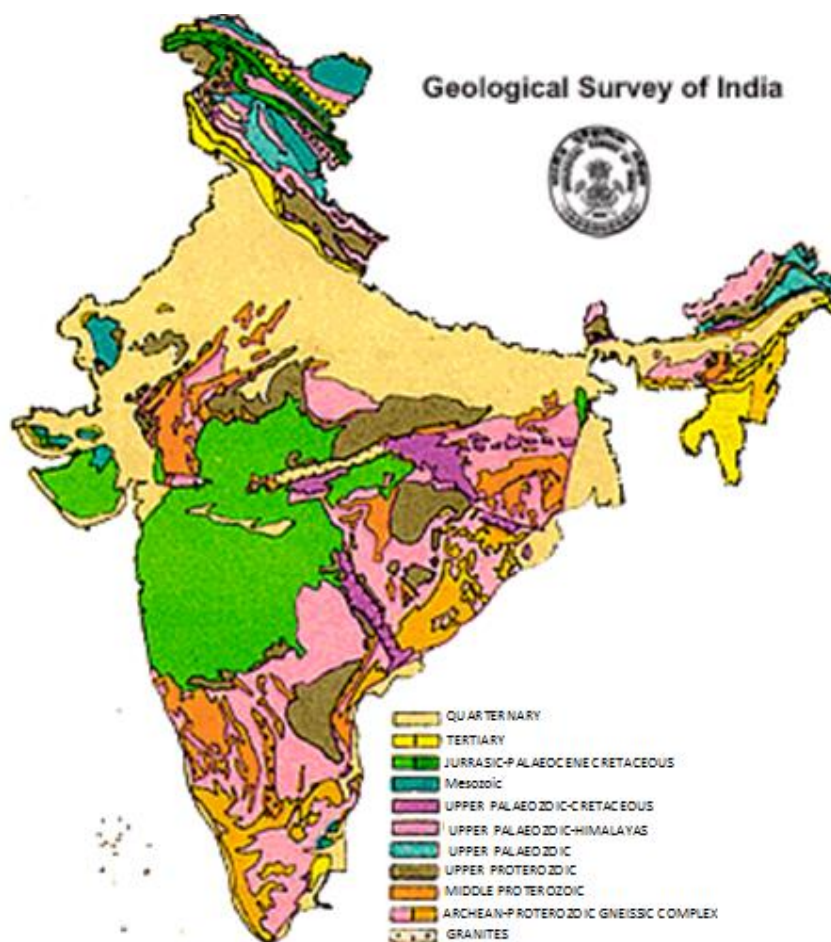 Geological Survey of India
QUARTERNARY
TERTIARY
JURRASIC-PALAEOCENE CRETACEOUS
Mesozoic
UPPER PALAEOZOIC-CRETACEOUS
UPPER PALAEOZOIC-HIMALAYAS
UPPER PALAEOZOIC
UPPER PROTEROZOIC
MIDDLE PROTEROZOIC
ARCHEAN-PROTEROZOIC GNEISSIC COMPLEX
GRANITES